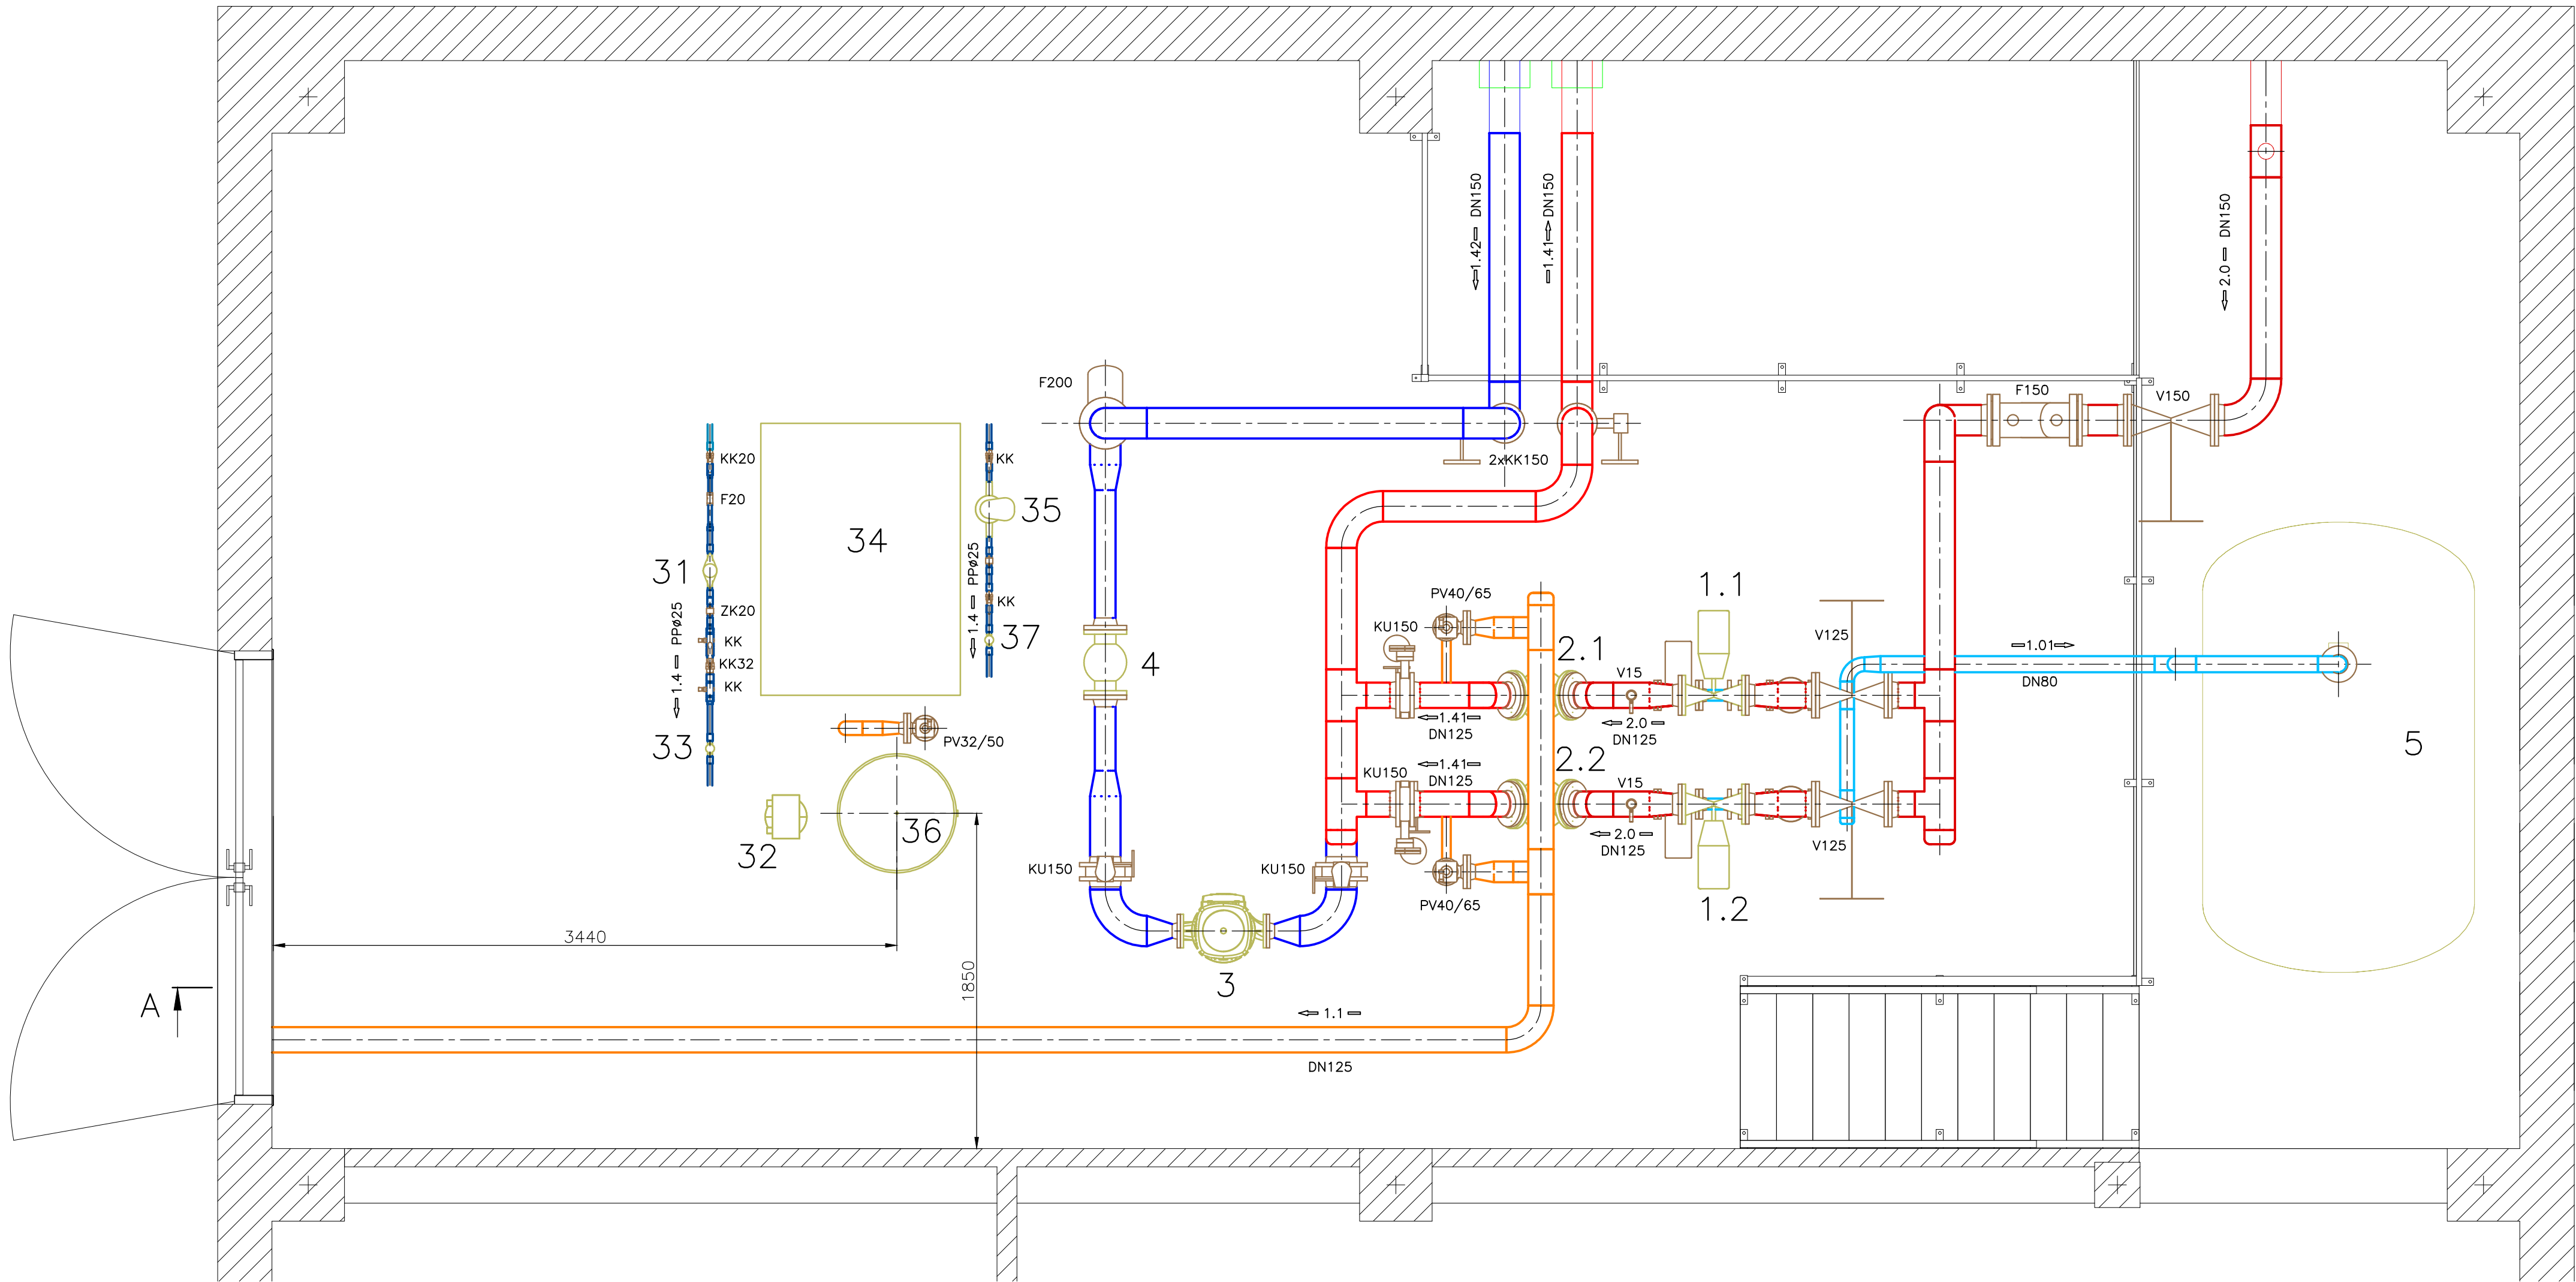 1.42 DN150
1.41 DN150
2.0 DN150
F200
F150
V150
KK20
KK
2xKK150
F20
35
34
1.4 PPø25
31
1.1
PV40/65
KK
ZK20
1.4 PPø25
KU150
V125
37
KK
2.1
1.01
4
KK32
V15
DN80
KK
1.41
2.0
DN125
DN125
33
PV32/50
5
2.2
1.41
KU150
DN125
V15
36
2.0
32
DN125
V125
KU150
KU150
PV40/65
1.2
3440
3
1850
A
1.1
DN125